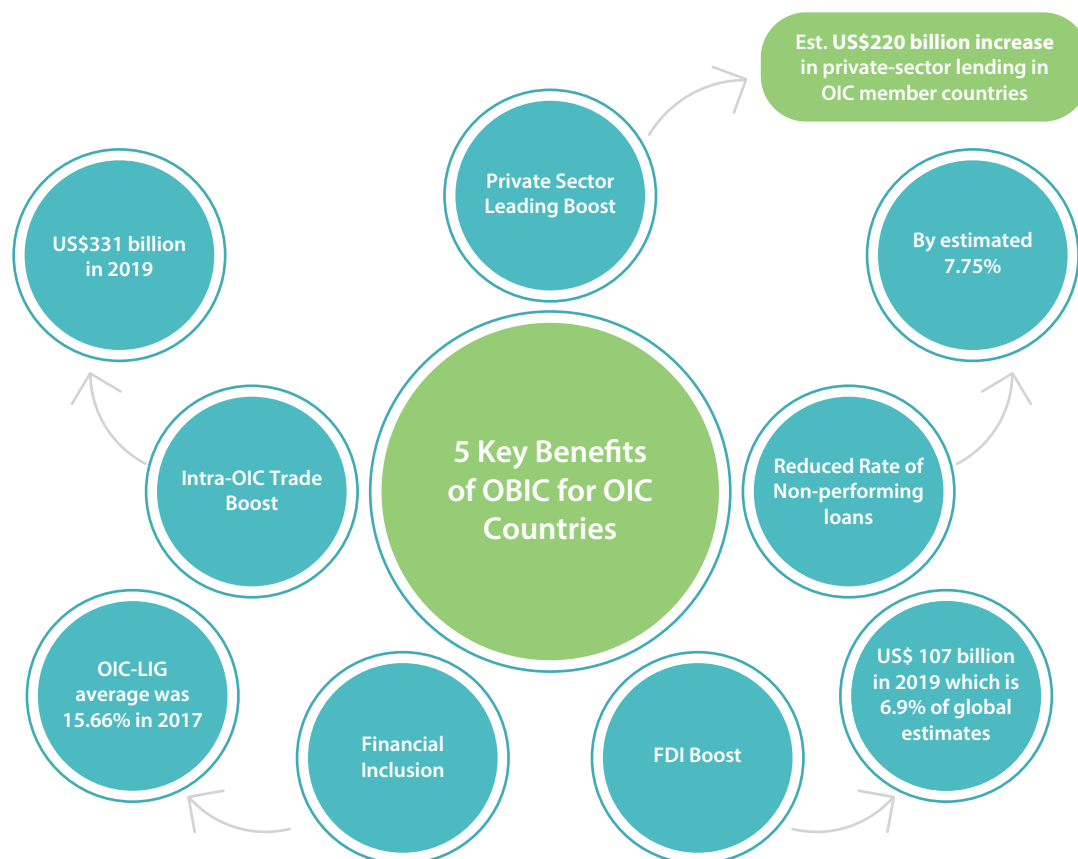 Est. US$220 billion increase
in private-sector lending in
OIC member countries
Private Sector
Leading Boost
US$331 billion
in 2019
By estimated
7.75%
5 Key Benefits
of OBIC for OIC
Countries
Intra-OIC Trade
Boost
Reduced Rate of
Non-performing
loans
OIC-LIG
average was
15.66% in 2017
Financial
Inclusion
FDI Boost
US$ 107 billion
in 2019 which is
6.9% of global
estimates